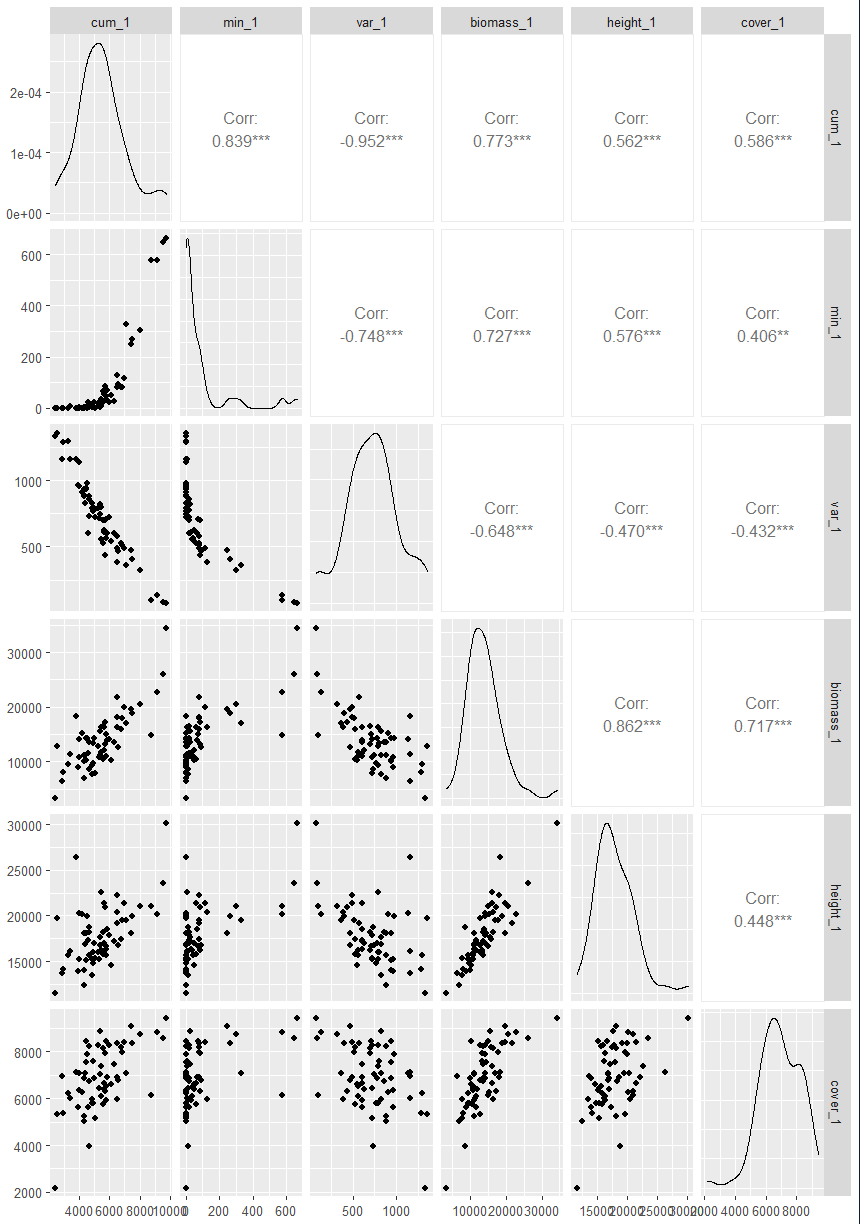 cum_1 min_1 var_1 biomass_1 height_1 cover_1
2e-04
1e-04
0e+00
Corr:
0.839***
Corr:
-0.952***
Corr:
0.773***
Corr:
0.562***
Corr:
0.586***
cum_1
600
400
200
0
Corr:
-0.748***
Corr:
0.727***
Corr:
0.576***
Corr:
0.406**
min_1
1000
500
Corr:
-0.648***
Corr:
-0.470***
Corr:
-0.432***
var_1
30000
20000
10000
Corr:
0.862***
Corr:
0.717***
biomass_1
30000
25000
20000
15000
Corr:
0.448***
height_1
8000
6000
4000
2000
cover_1
4000 6000 8000 10000 0 200 400 600 500 1000 10000 20000 30000 15000 20000 25000 30000 2000 4000 6000 8000